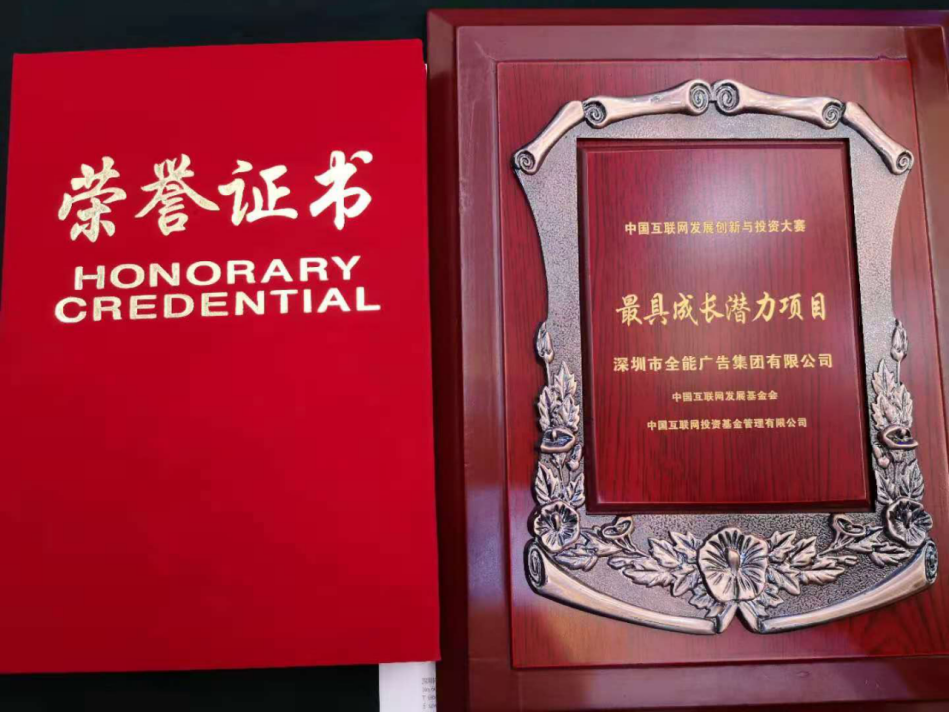 荣誉证书
HONORARY
CREDENTIAL
中国互联网发展创新与投资大赛
最具成长潜力项目
深圳市全能广告集团有限公司
中国互联网发展基金会
中国互联网投资基金管理有限公司